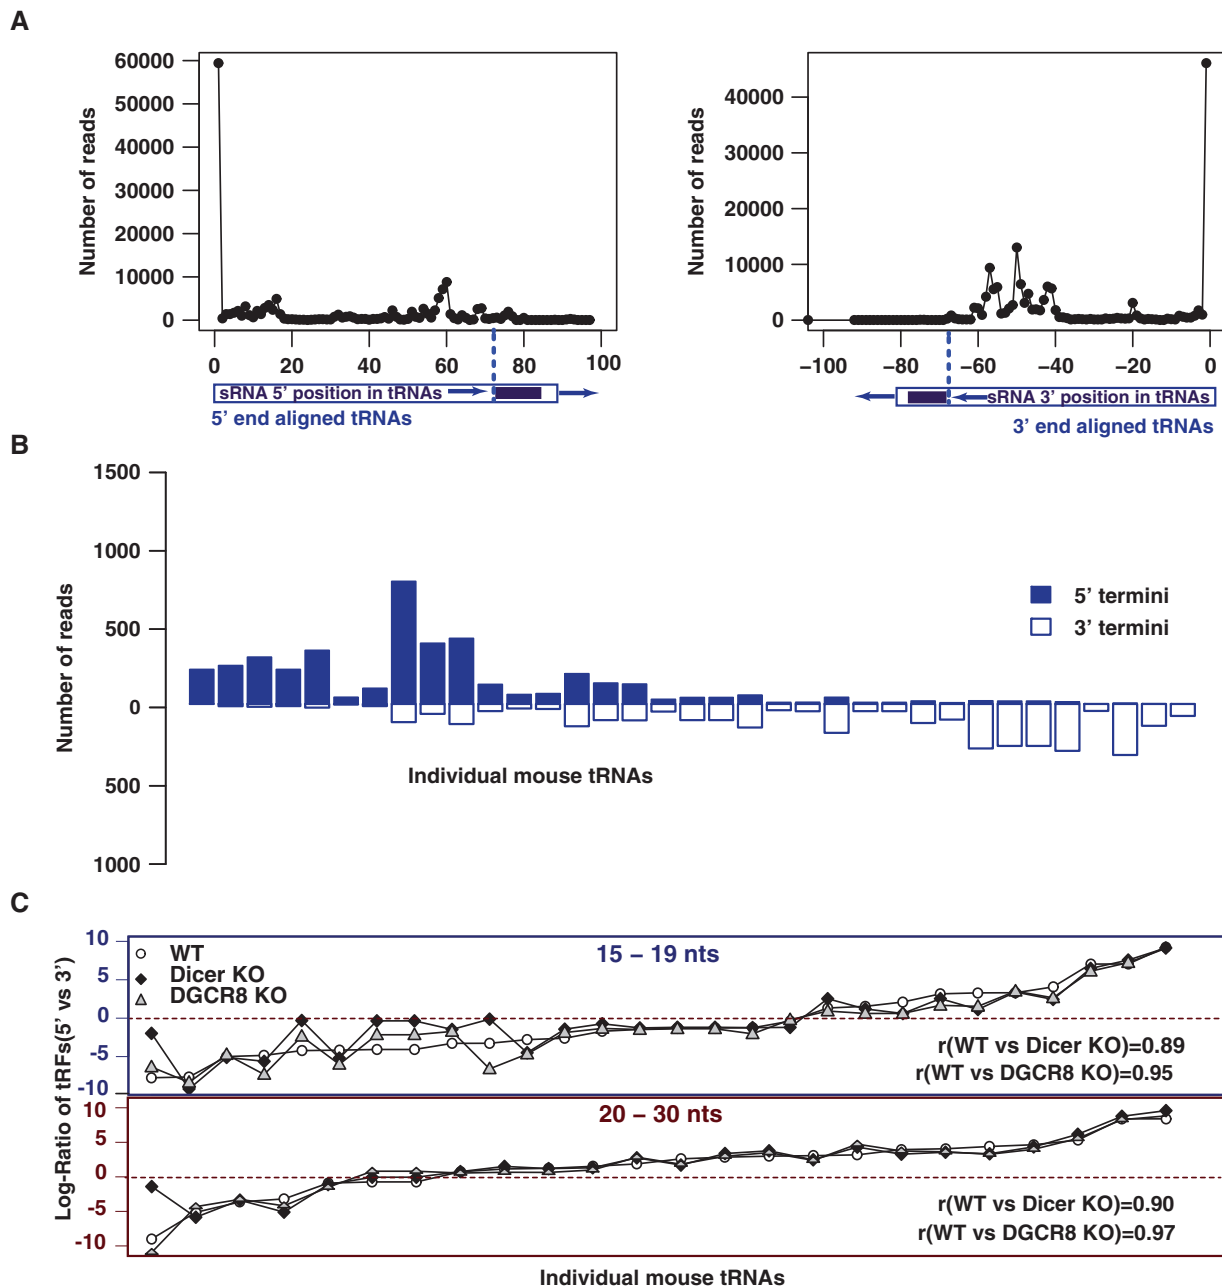 A
Number of reads
60000
50000
40000
30000
20000
10000
0
0 20 40 60 80 100
sRNA 5' position in tRNAs
5' end aligned tRNAs
Number of reads
40000
30000
20000
10000
0
−100 −80 −60 −40 −20 0
sRNA 3' position in tRNAs
3' end aligned tRNAs
B
Number of reads
1500
1000
500
0
500
1000
5' termini
3' termini
Individual mouse tRNAs
C
Log-Ratio of tRFs(5' vs 3')
10
5
0
-5
-10
WT
Dicer KO
DGCR8 KO
15 – 19 nts
r(WT vs Dicer KO)=0.89
r(WT vs DGCR8 KO)=0.95
10
5
0
-5
-10
20 – 30 nts
r(WT vs Dicer KO)=0.90
r(WT vs DGCR8 KO)=0.97
Individual mouse tRNAs